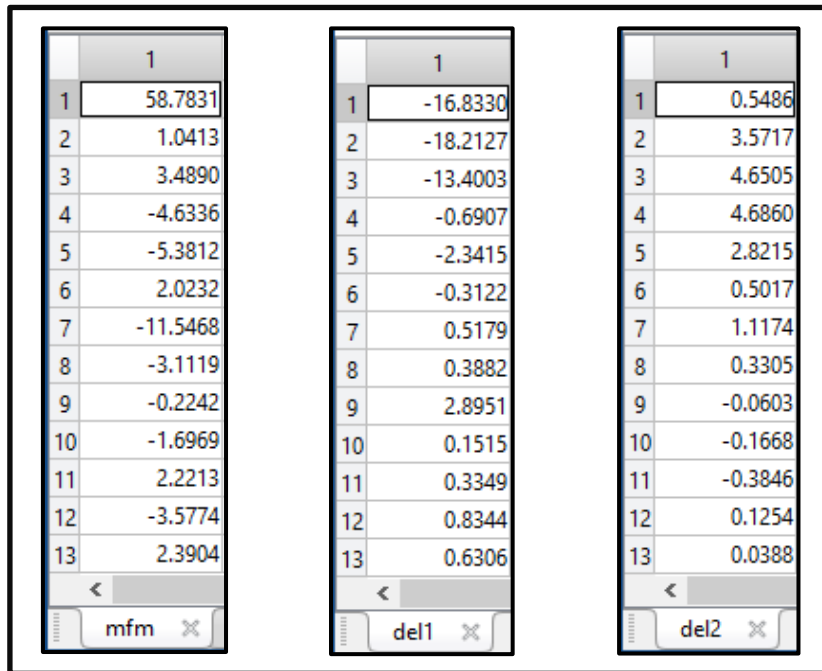 1 1 1
1 58.7831 1 -16.8330 1 0.5486
2 1.0413 2 -18.2127 2 3.5717
3 3.4890 3 -13.4003 3 4.6505
4 -4.6336 4 -0.6907 4 4.6860
5 -5.3812 5 -2.3415 5 2.8215
6 2.0232 6 -0.3122 6 0.5017
7 -11.5468 7 0.5179 7 1.1174
8 -3.1119 8 0.3882 8 0.3305
9 -0.2242 9 2.8951 9 -0.0603
10 -1.6969 10 0.1515 10 -0.1668
11 2.2213 11 0.3349 11 -0.3846
12 -3.5774 12 0.8344 12 0.1254
13 2.3904 13 0.6306 13 0.0388
mfm del1 del2